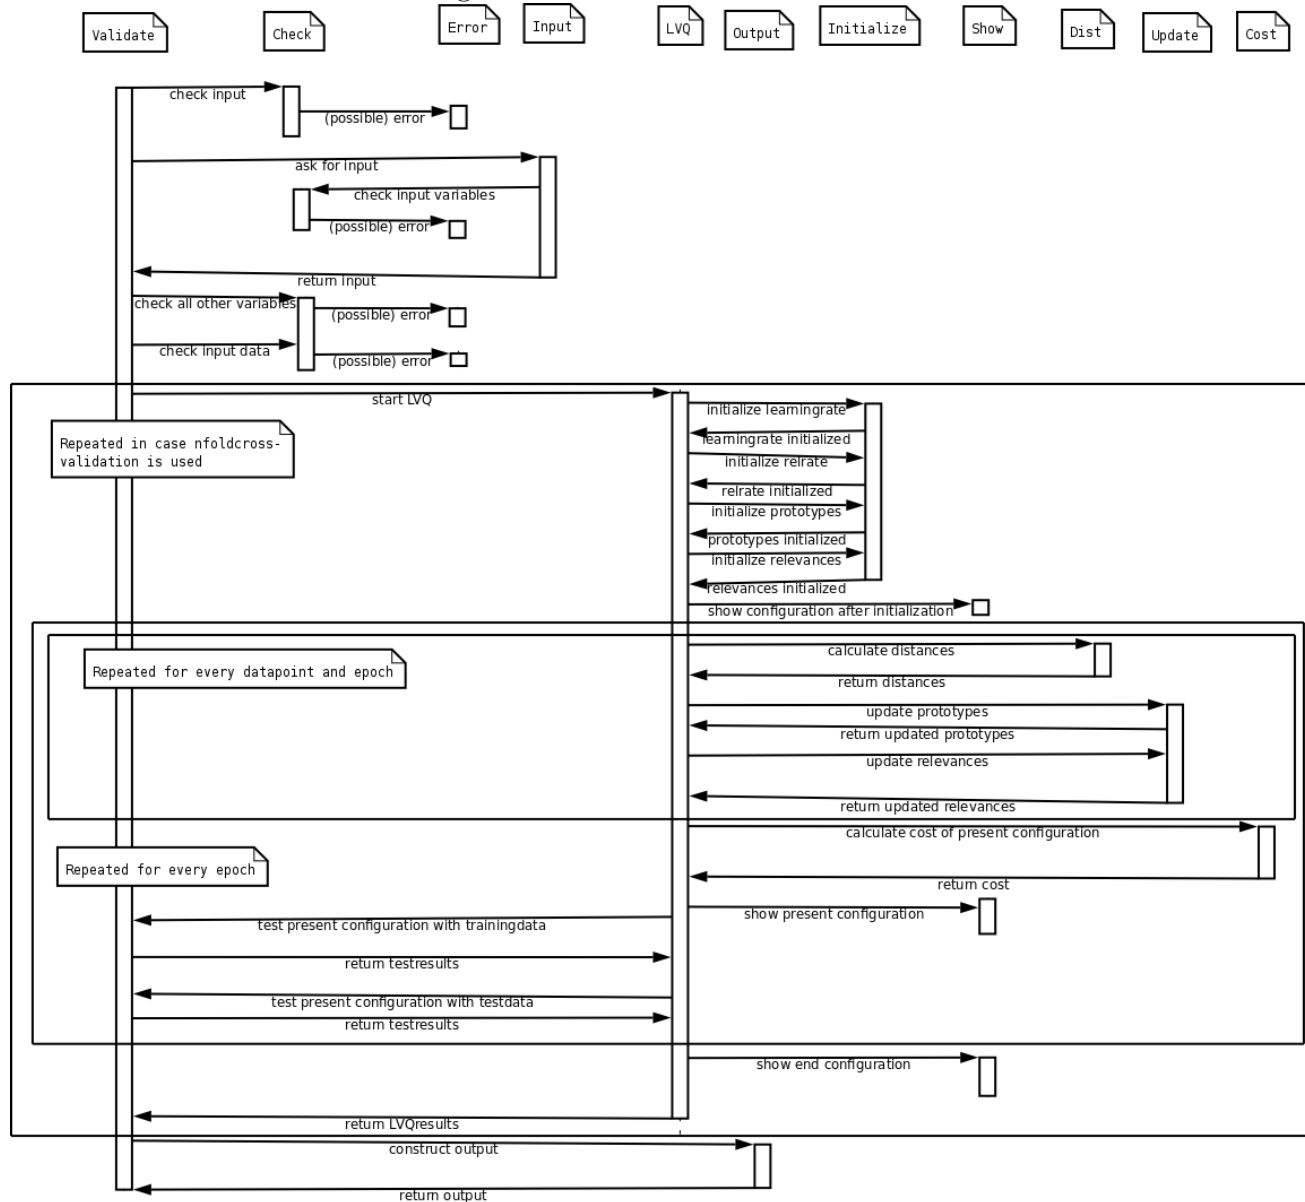 Validate
Check
Error
Input
LVQ
Output
Initialize
Show
Dist
Update
Cost
check input
(possible) error
ask for input
check input variables
(possible) error
return input
check all other variables
(possible) error
check input data
(possible) error
start LVQ
initialize learningrate
Repeated in case nfoldcross-
validation is used
learningrate initialized
initialize relrate
relrate initialized
initialize prototypes
prototypes initialized
initialize relevances
relevances initialized
show configuration after initialization
calculate distances
Repeated for every datapoint and epoch
return distances
update prototypes
return updated prototypes
update relevances
return updated relevances
calculate cost of present configuration
Repeated for every epoch
return cost
show present configuration
test present configuration with trainingdata
return testresults
test present configuration with testdata
return testresults
show end configuration
return LVQresults
construct output
return output